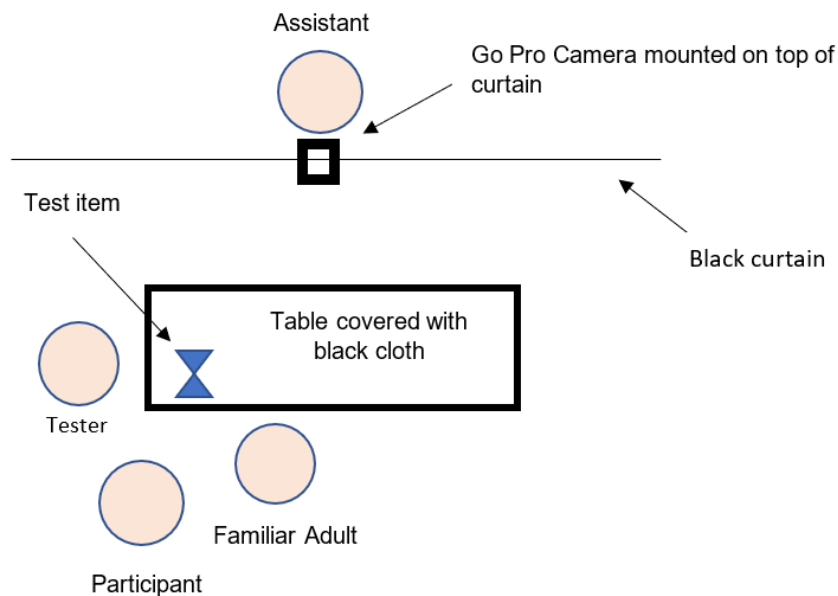 Assistant
Go Pro Camera mounted on top of
curtain
Test item
Black curtain
Table covered with
black cloth
Tester
Familiar Adult
Participant